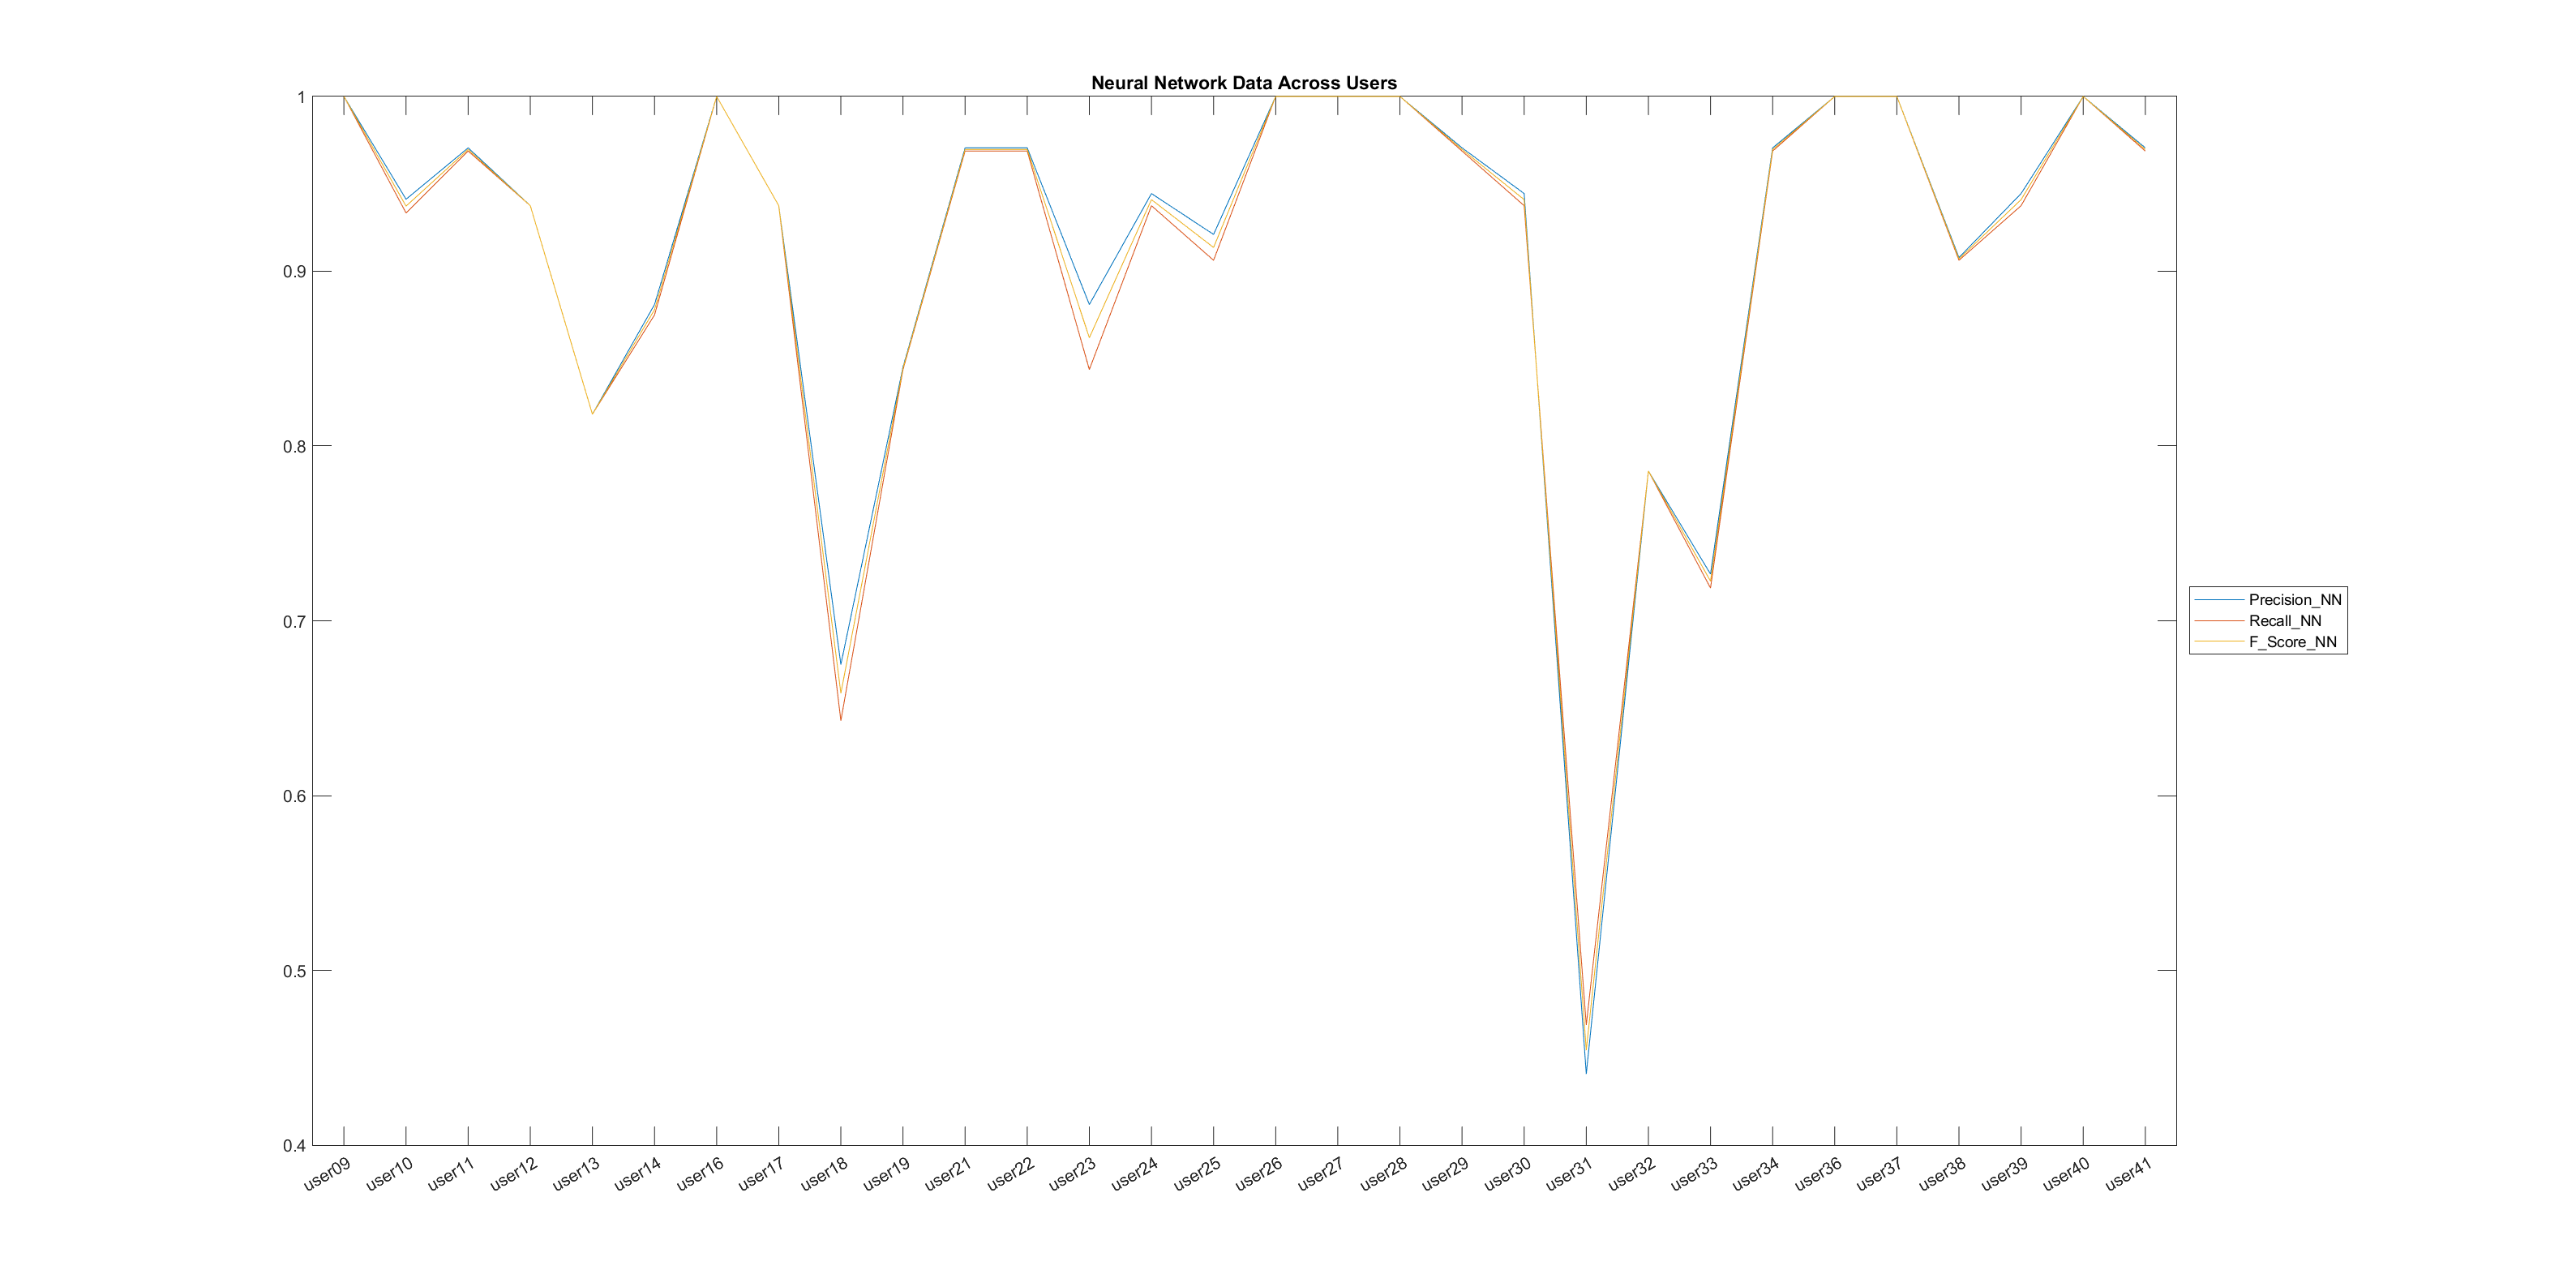 Neural Network Data Across Users
1
0.9
0.8
0.7
0.6
0.5
0.4
user09 user10 user11 user12 user13 user14 user16 user17 user18 user19 user21 user22 user23 user24 user25 user26 user27 user28 user29 user30 user31 user32 user33 user34 user36 user37 user38 user39 user40 user41
Precision_NN
Recall_NN
F_Score_NN